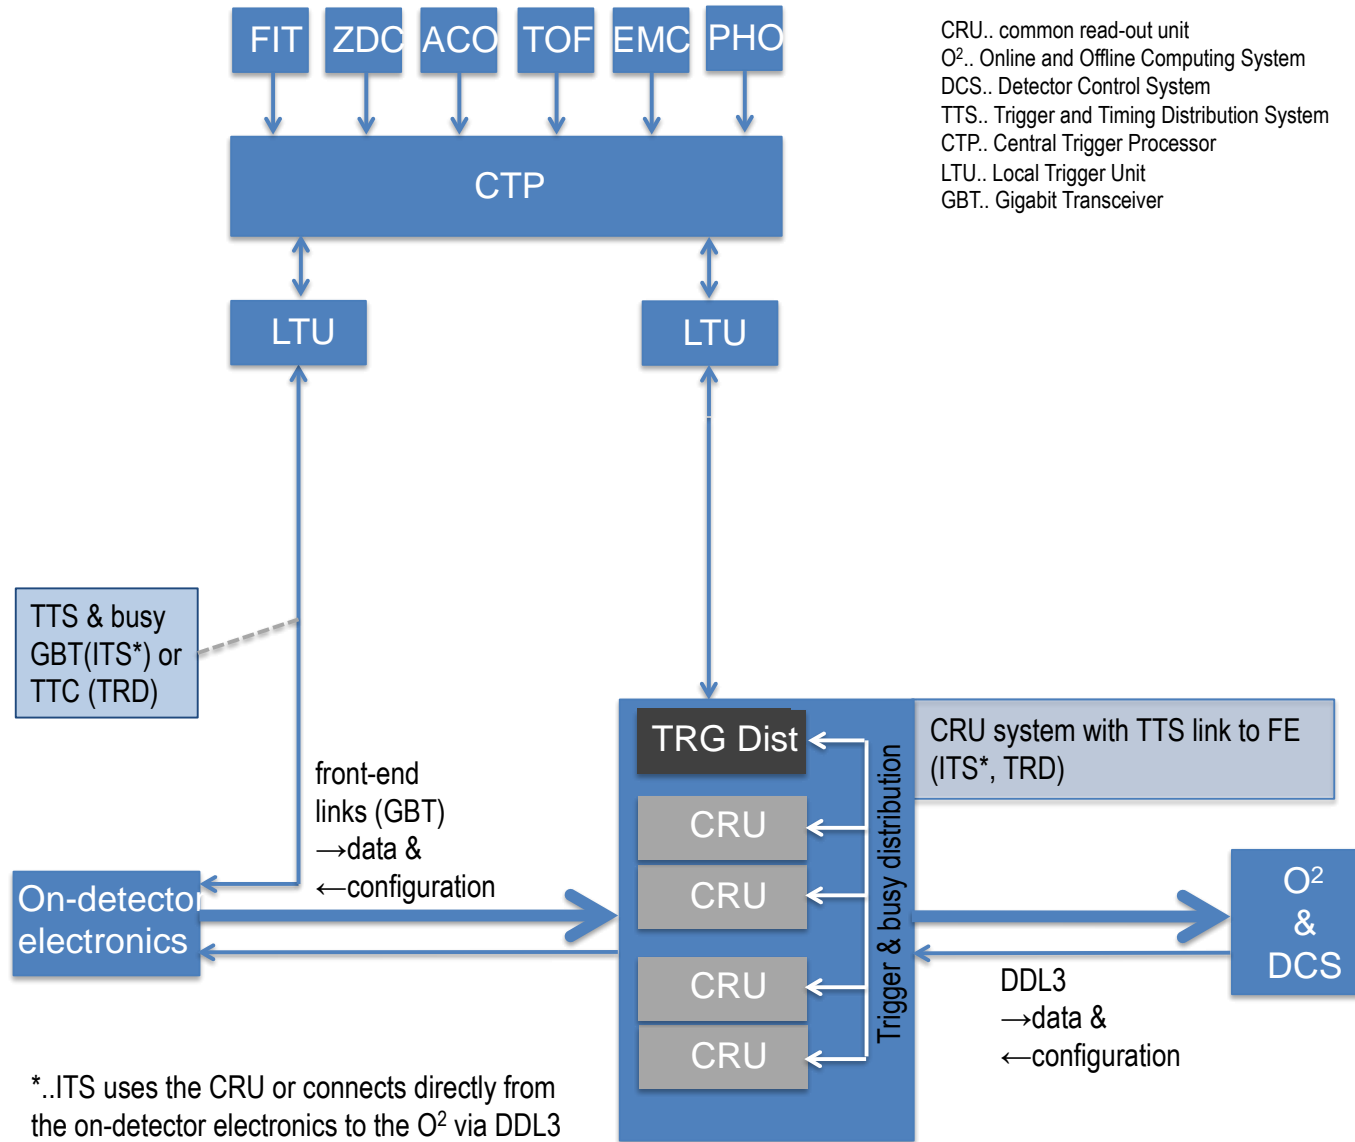 FIT ZDC ACO TOF EMC PHO
CRU.. common read-out unit
O².. Online and Offline Computing System
DCS.. Detector Control System
TTS.. Trigger and Timing Distribution System
CTP.. Central Trigger Processor
LTU.. Local Trigger Unit
GBT.. Gigabit Transceiver
CTP
LTU
LTU
TTS & busy
GBT(ITS*) or
TTC (TRD)
TRG Dist
CRU
CRU
CRU
CRU
Trigger & busy distribution
CRU system with TTS link to FE
(ITS*, TRD)
front-end
links (GBT)
→data &
←configuration
On-detector
electronics
O²
&
DCS
DDL3
→data &
←configuration
*..ITS uses the CRU or connects directly from
the on-detector electronics to the O² via DDL3